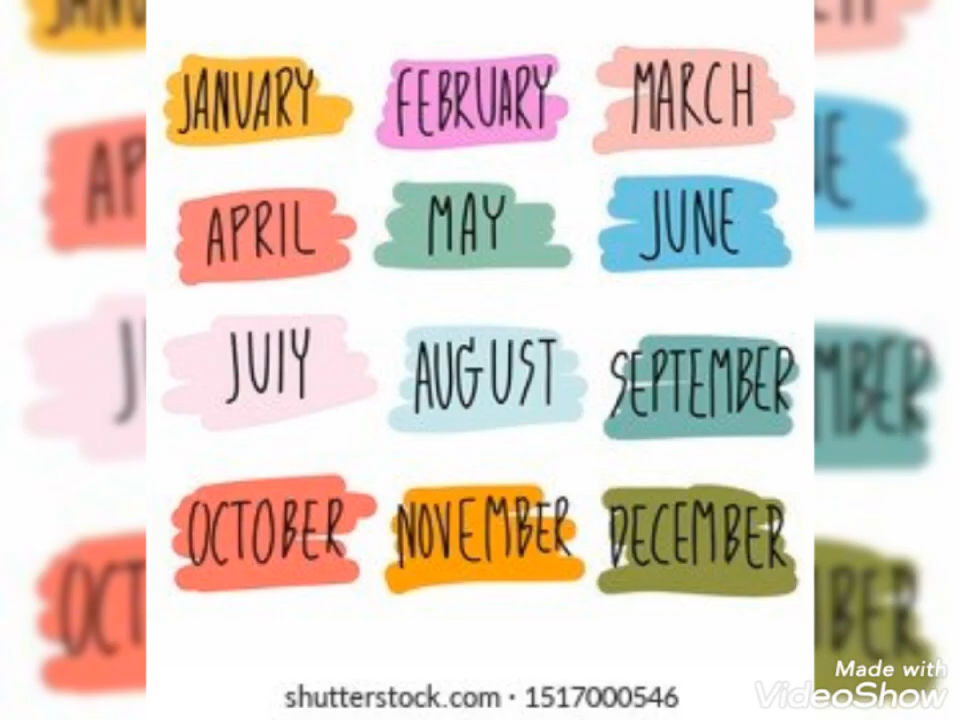 JANUARY FEBRUARY MARCH
APRIL MAY JUNE
JUIY AUGUST SEPTEMBER
OCTOBER NOVEMBER DECEMBER
shutterstock.com · 1517000546
Made with
VideoShow